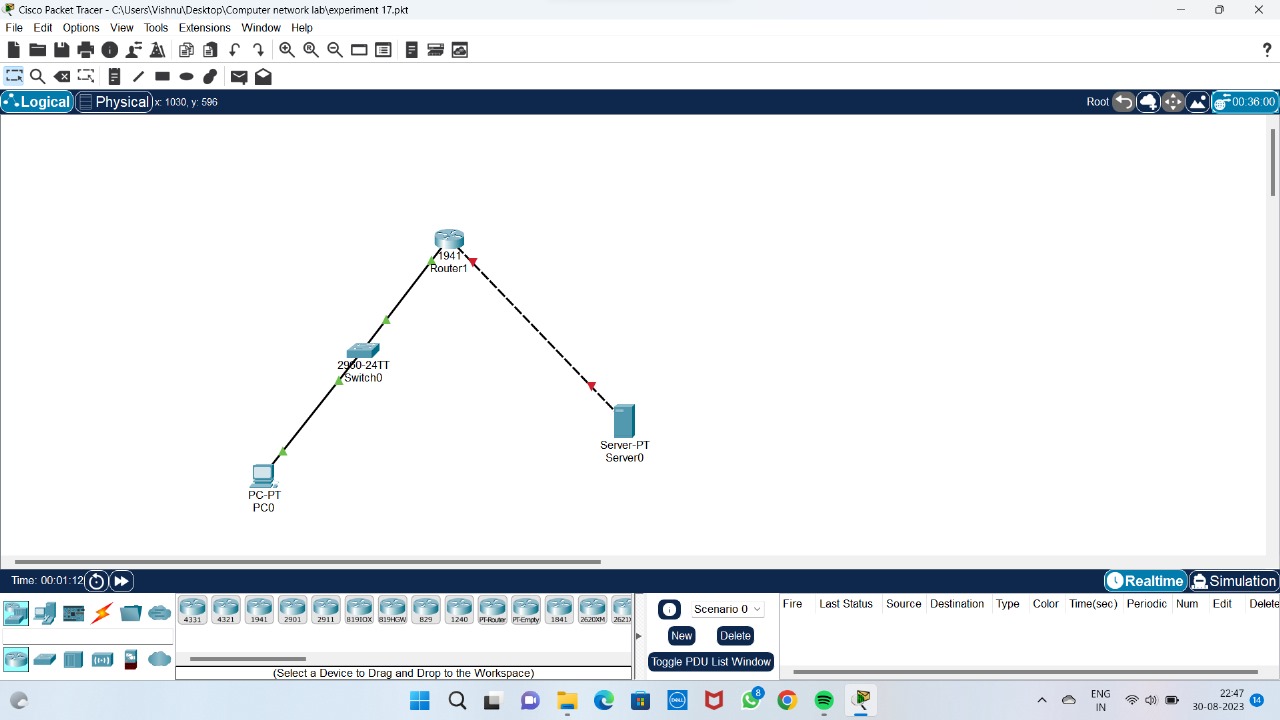 Cisco Packet Tracer - C:\Users\Vishnu\Desktop\Computer network lab\experiment 17.pkt
File Edit Options View Tools Extensions Window Help
?
Logical Physical x: 1030, y: 596 Root 00:36:00
1941
Router1
2960-24TT
Switch0
Server-PT
Server0
PC-PT
PC0
Time: 00:01:12 Realtime Simulation
4331 4321 1941 2901 2911 819IOX 819HGW 829 1240 PT-Router PT-Empty 1841 2620XM 2621X
Scenario 0
New Delete
Toggle PDU List Window
Fire Last Status Source Destination Type Color Time(sec) Periodic Num Edit Delete
(Select a Device to Drag and Drop to the Workspace)
DELL
8
ENG
IN
22:47
30-08-2023
14